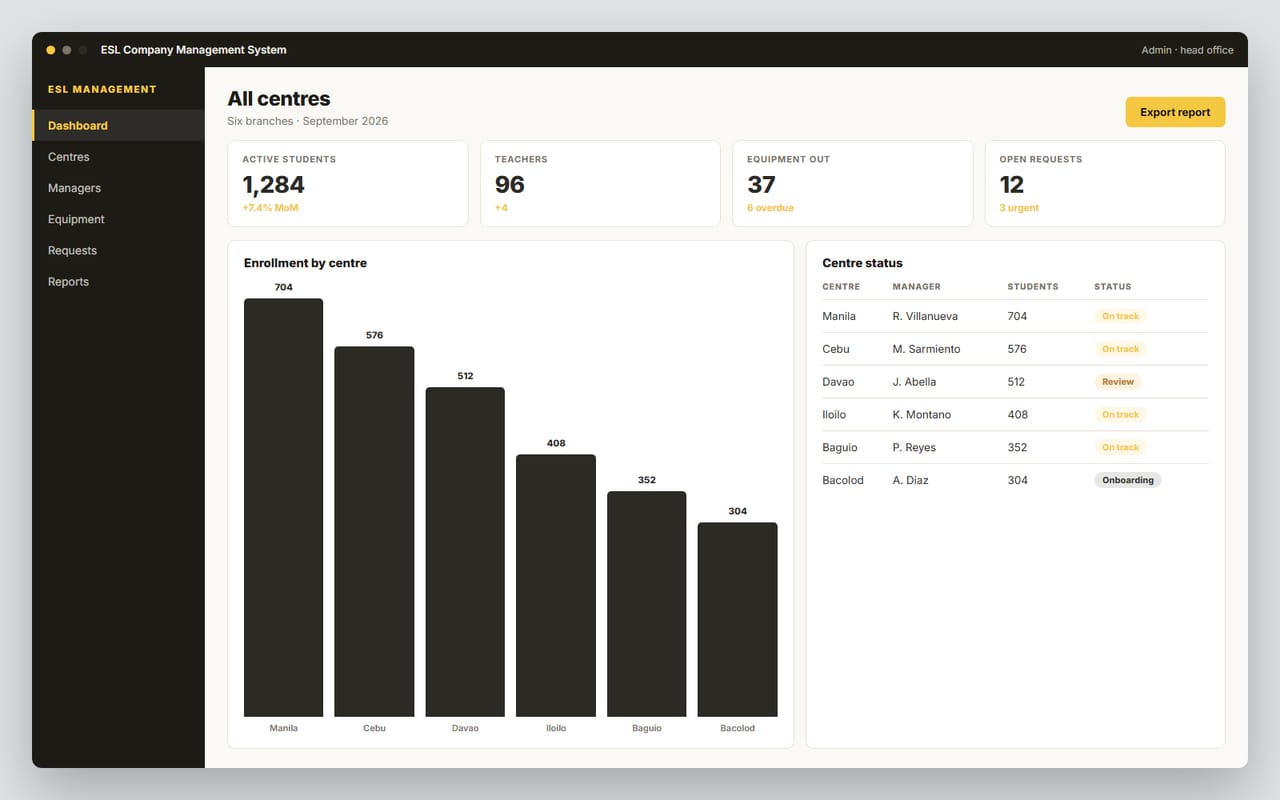 ESL Company Management System
Admin · head office
ESL MANAGEMENT
Dashboard
Centres
Managers
Equipment
Requests
Reports
All centres
Six branches · September 2026
Export report
ACTIVE STUDENTS
1,284
+7.4% MoM
TEACHERS
96
+4
EQUIPMENT OUT
37
6 overdue
OPEN REQUESTS
12
3 urgent
Enrollment by centre
704
576
512
408
352
304
Manila
Cebu
Davao
Iloilo
Baguio
Bacolod
Centre status
CENTRE MANAGER STUDENTS STATUS
Manila R. Villanueva 704 On track
Cebu M. Sarmiento 576 On track
Davao J. Abella 512 Review
Iloilo K. Montano 408 On track
Baguio P. Reyes 352 On track
Bacolod A. Diaz 304 Onboarding